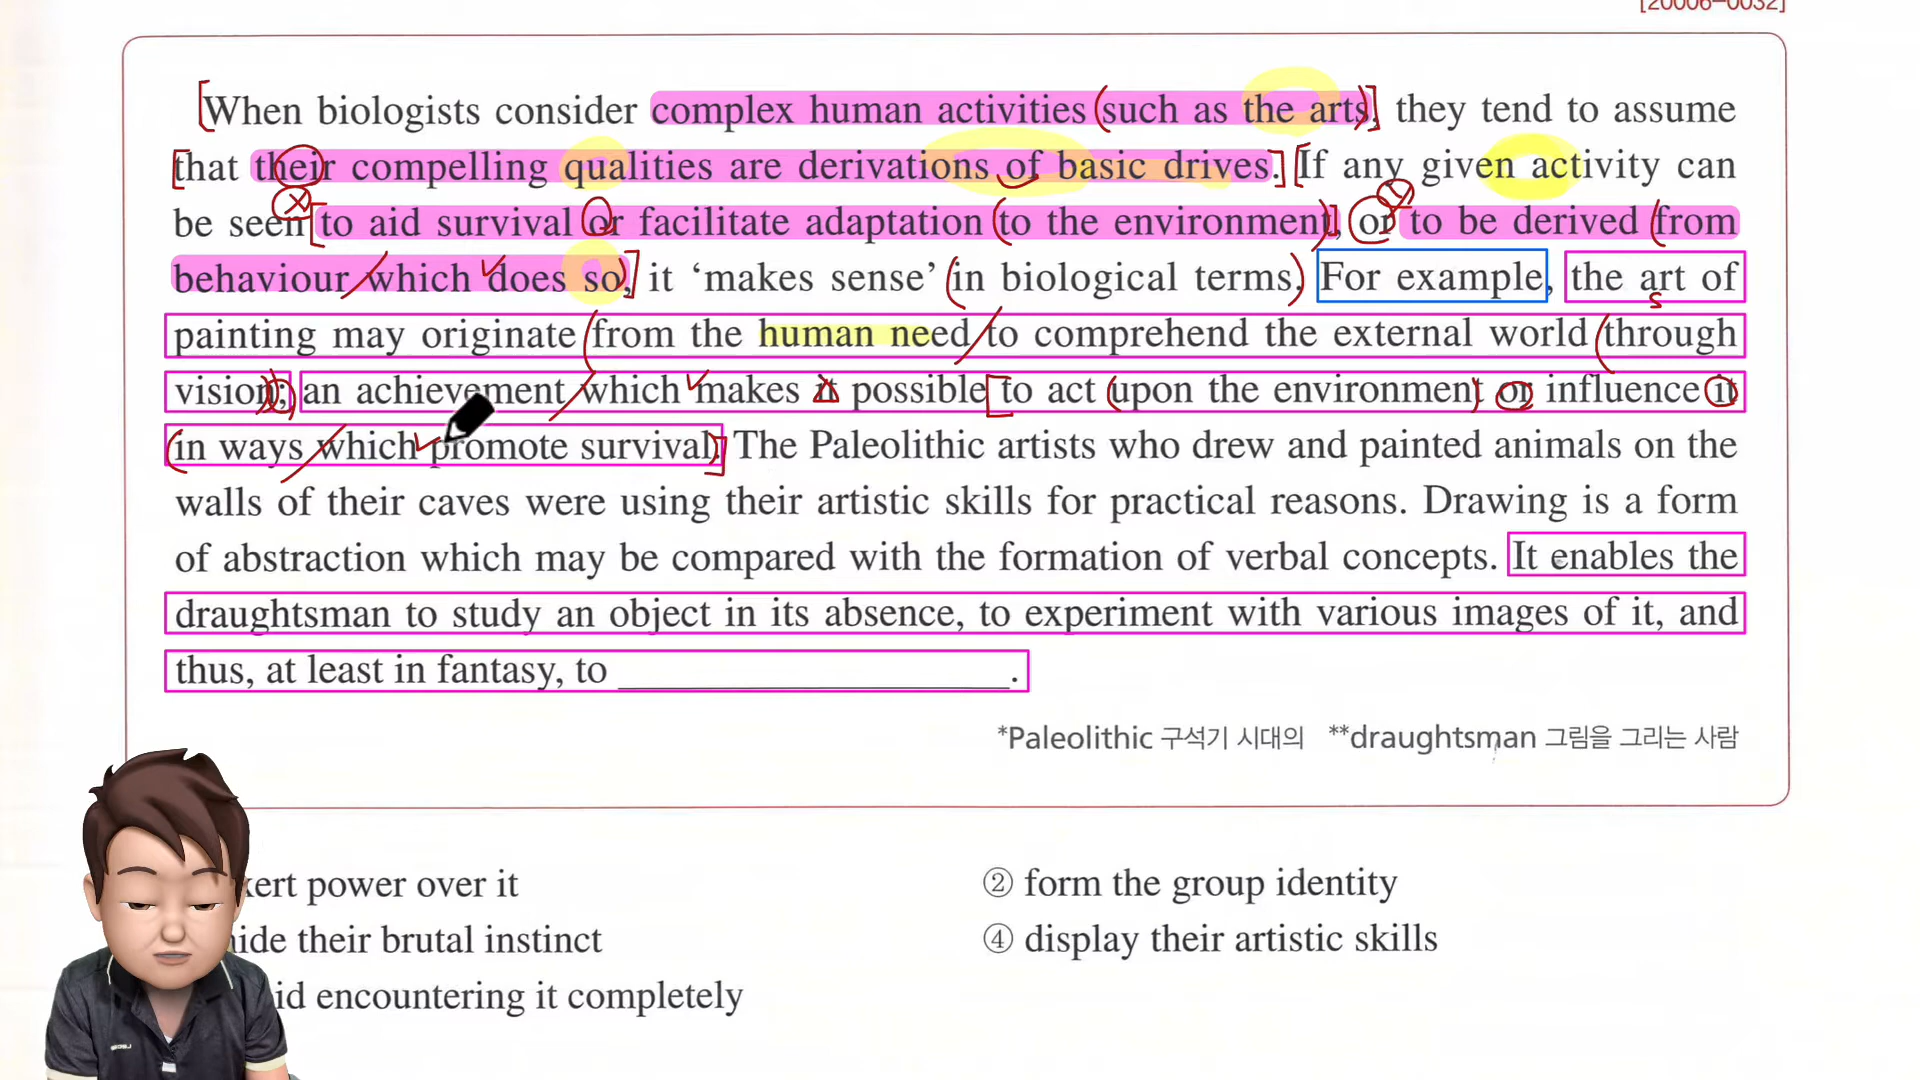 [20006-0032]
When biologists consider complex human activities such as the arts, they tend to assume
that their compelling qualities are derivations of basic drives. If any given activity can
be seen to aid survival or facilitate adaptation to the environment, or to be derived from
behaviour which does so, it ‘makes sense’ in biological terms. For example, the art of
painting may originate from the human need to comprehend the external world through
vision; an achievement which makes it possible to act upon the environment or influence it
in ways which promote survival. The Paleolithic artists who drew and painted animals on the
walls of their caves were using their artistic skills for practical reasons. Drawing is a form
of abstraction which may be compared with the formation of verbal concepts. It enables the
draughtsman to study an object in its absence, to experiment with various images of it, and
thus, at least in fantasy, to ____________________.
*Paleolithic 구석기 시대의 **draughtsman 그림을 그리는 사람
power over it
② form the group identity
their brutal instinct
④ display their artistic skills
encountering it completely